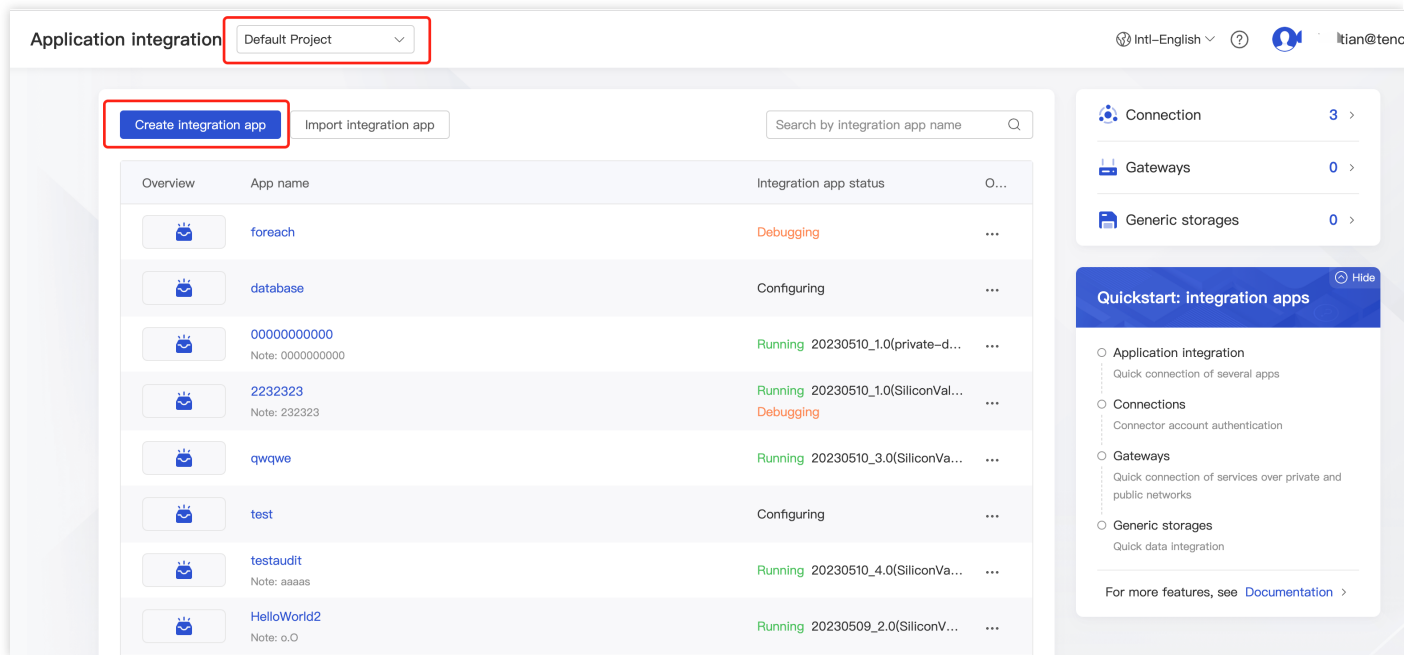 Application integration
Default Project
Intl-English
tian@tenc
Create integration app
Import integration app
Search by integration app name
Overview App name Integration app status O...
foreach Debugging ...
database Configuring ...
00000000000
Note: 0000000000
Running 20230510_1.0(private-d... ...
2232323
Note: 232323
Running 20230510_1.0(SiliconVal...
Debugging
...
qwqwe Running 20230510_3.0(SiliconVa... ...
test Configuring ...
testaudit
Note: aaaas
Running 20230510_4.0(SiliconVa... ...
HelloWorld2
Note: o.O
Running 20230509_2.0(SiliconV... ...
Connection 3 >
Gateways 0 >
Generic storages 0 >
Hide
Quickstart: integration apps
Application integration
Quick connection of several apps
Connections
Connector account authentication
Gateways
Quick connection of services over private and
public networks
Generic storages
Quick data integration
For more features, see Documentation >